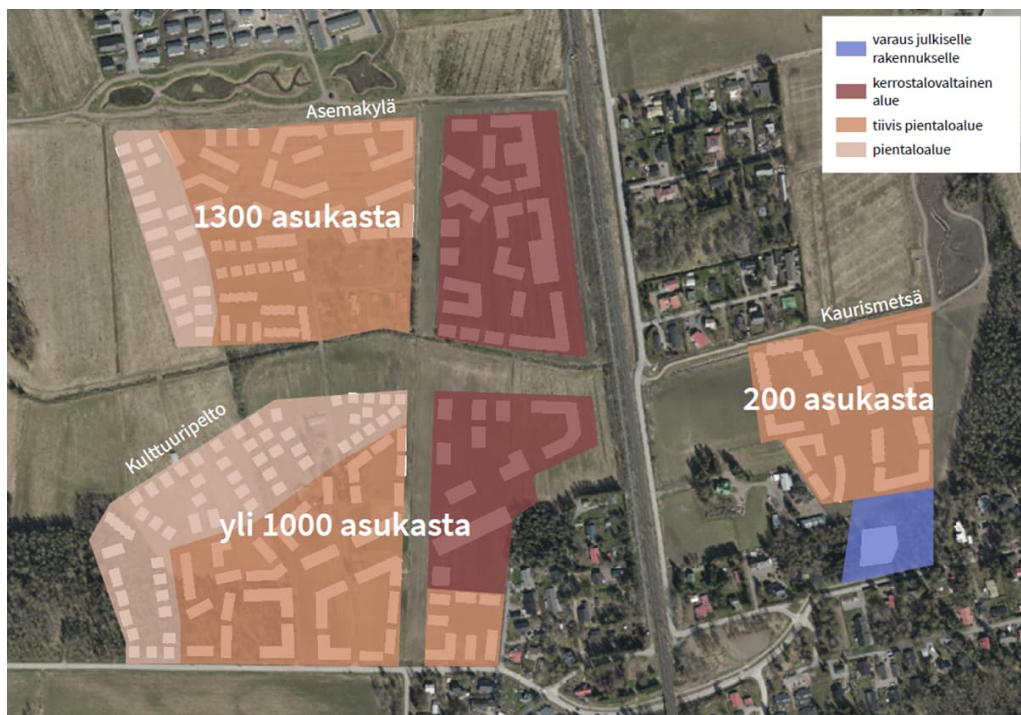 varaus julkiselle
rakennukselle
kerrostalovaltainen
alue
tiivis pientaloalue
pientaloalue
Asemakylä
1300 asukasta
Kaurismetsä
200 asukasta
Kulttuuripelto
yli 1000 asukasta